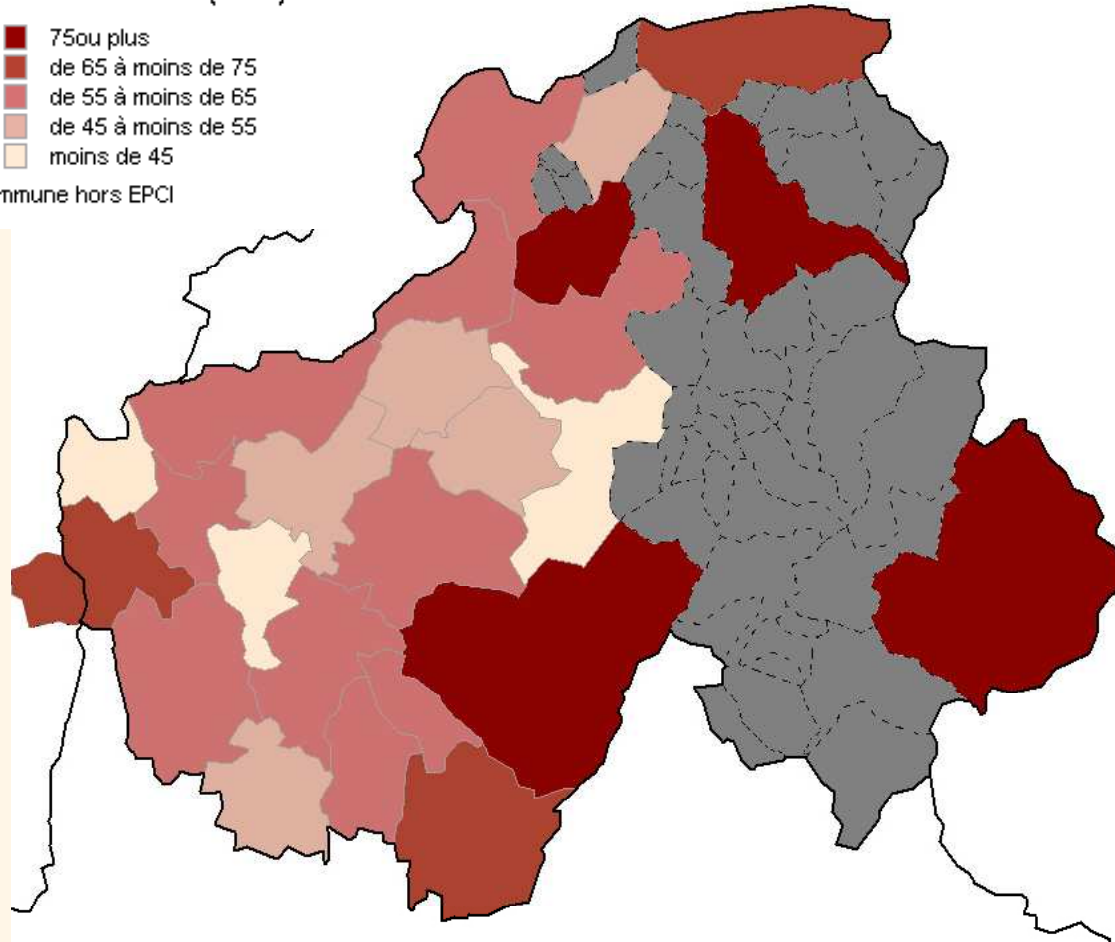 75ou plus
de 65 à moins de 75
de 55 à moins de 65
de 45 à moins de 55
moins de 45
mmune hors EPCI